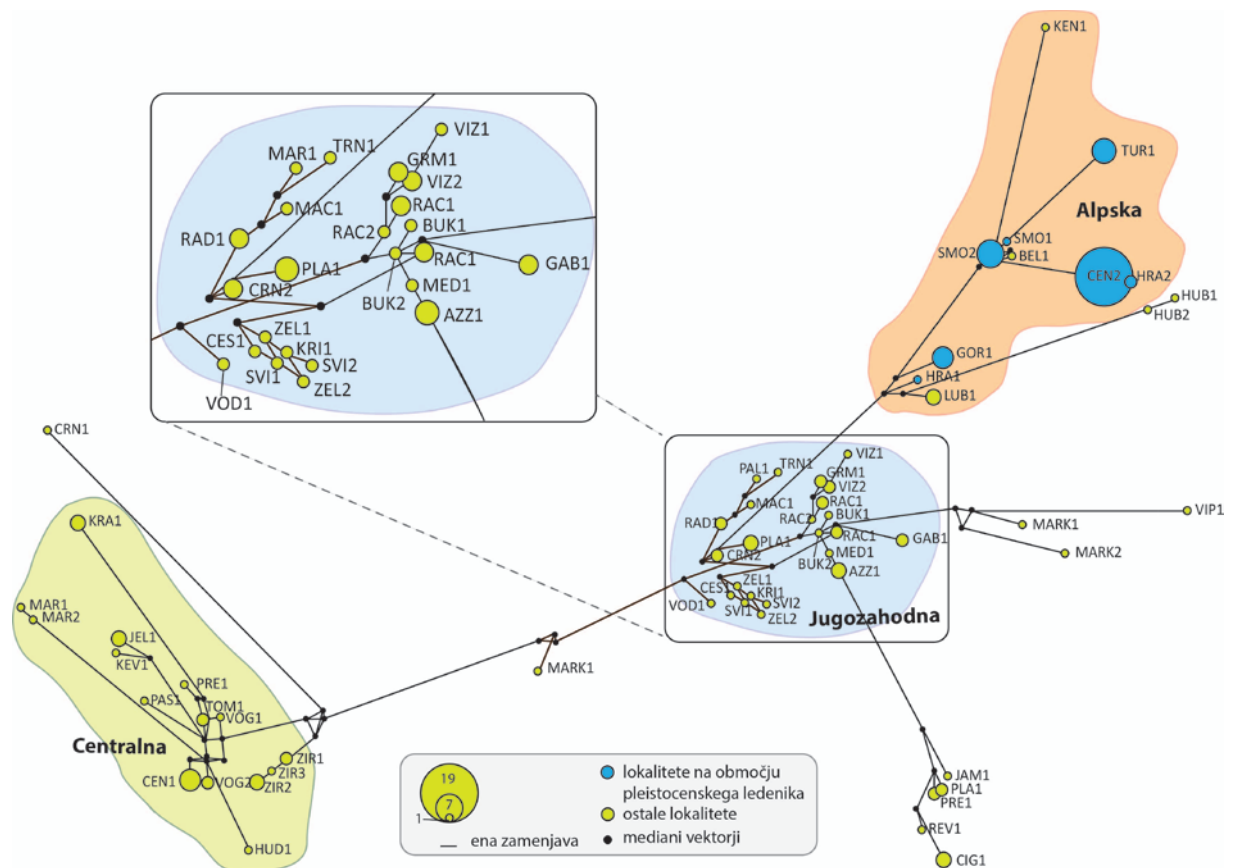 KEN1
TUR1
Alpska
SMO1
SMO2
BEL1
CEN2
HRA2
HUB1
HUB2
GOR1
HRA1
LUB1
VIZ1
TRN1
MAR1
GRM1
VIZ2
MAC1
RAC1
RAC2
BUK1
RAD1
PLA1
RAC1
GAB1
CRN2
MED1
BUK2
AZZ1
ZEL1
CES1
KRI1
SVI2
SVI1
ZEL2
VOD1
VIZ1
TRN1
PAL1
GRM1
VIZ2
MAC1
RAC1
RAC2
BUK1
RAD1
PLA1
RAC1
GAB1
CRN2
MED1
BUK2
AZZ1
ZEL1
CES1
KRI1
SVI2
VOD1
SVI1
ZEL2
Jugozahodna
VIP1
MARK1
MARK2
CRN1
KRA1
MAR1
MAR2
JEL1
KEV1
PRE1
PAS1
TOM1
VOG1
Centralna
CEN1
VOG2
ZIR1
ZIR3
ZIR2
HUD1
MARK1
JAM1
PLA1
PRE1
REV1
CIG1
19
7
1
ena zamenjava
lokalitete na območju
pleistocenskega ledenika
ostale lokalitete
mediani vektorji